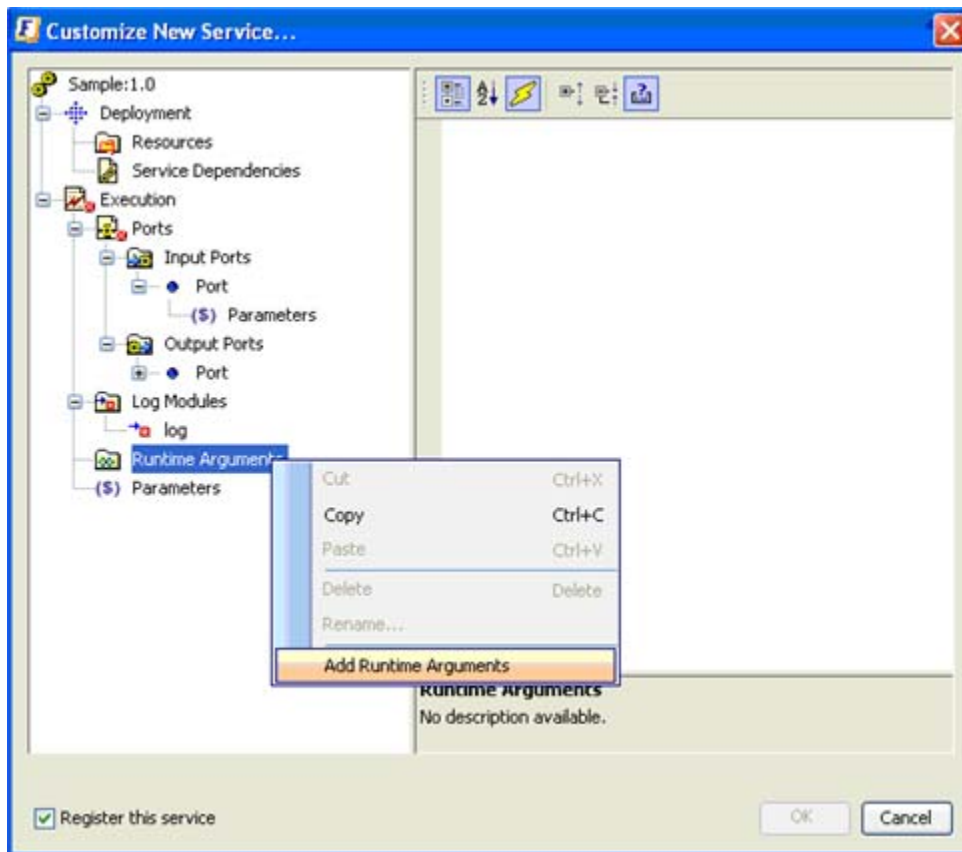 Customize New Service...
Sample:1.0
Deployment
Resources
Service Dependencies
Execution
Ports
Input Ports
Port
($) Parameters
Output Ports
Port
Log Modules
log
Runtime Arguments
($) Parameters
Cut Ctrl+X
Copy Ctrl+C
Paste Ctrl+V
Delete Delete
Rename...
Add Runtime Arguments
Runtime Arguments
No description available.
Register this service
OK Cancel